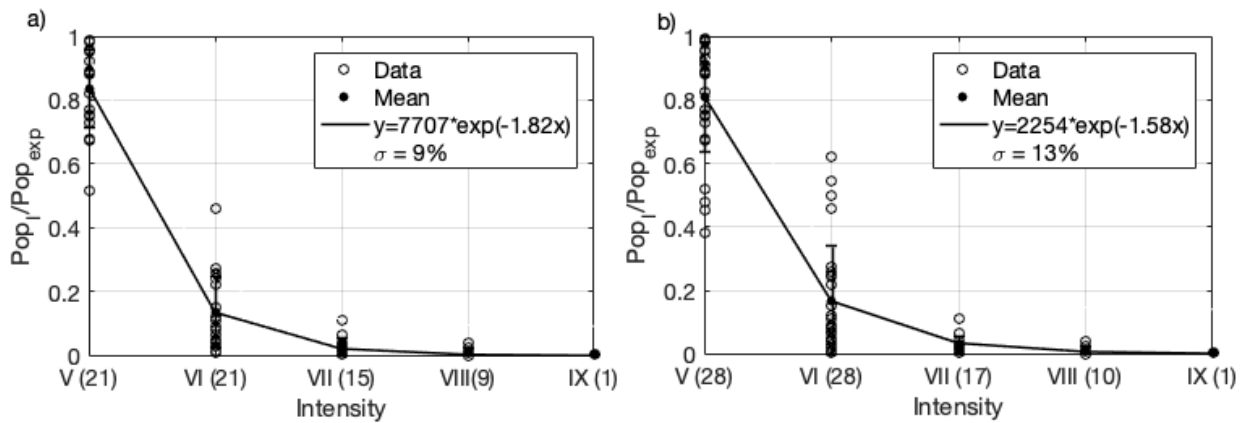 a)
1
0.8
0.6
0.4
0.2
0
Pop_I/Pop_exp
Data
Mean
y=7707*exp(-1.82x)
σ = 9%
V (21) VI (21) VII (15) VIII(9) IX (1)
Intensity
b)
1
0.8
0.6
0.4
0.2
0
Pop_I/Pop_exp
Data
Mean
y=2254*exp(-1.58x)
σ = 13%
V (28) VI (28) VII (17) VIII (10) IX (1)
Intensity